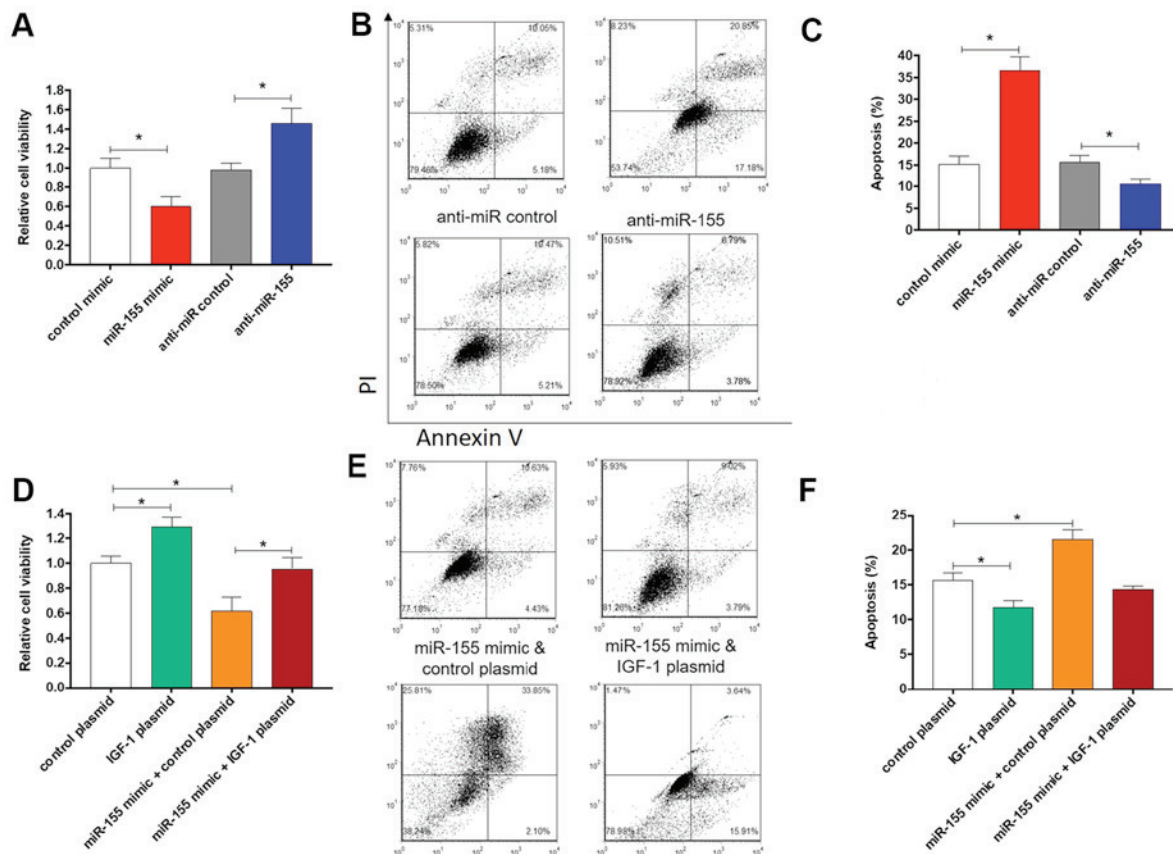 A
Relative cell viability
1.8
1.6
1.4
1.2
1.0
0.8
0.6
0.4
0.2
0.0
*
*
control mimic
miR-155 mimic
anti-miR control
anti-miR-155
B
5.31%
10.05%
79.46%
5.18%
8.23%
20.85%
53.74%
17.18%
anti-miR control
anti-miR-155
5.82%
10.47%
78.50%
5.21%
10.51%
6.79%
78.92%
3.78%
PI
Annexin V
C
Apoptosis (%)
40
35
30
25
20
15
10
5
0
*
*
control mimic
miR-155 mimic
anti-miR control
anti-miR-155
D
Relative cell viability
1.4
1.2
1.0
0.8
0.6
0.4
0.2
0.0
*
*
*
control plasmid
IGF-1 plasmid
miR-155 mimic + control plasmid
miR-155 mimic + IGF-1 plasmid
E
7.76%
10.63%
77.18%
4.43%
5.93%
9.02%
81.26%
3.79%
miR-155 mimic &
control plasmid
miR-155 mimic &
IGF-1 plasmid
25.81%
33.85%
38.24%
2.10%
1.47%
3.64%
78.98%
15.91%
F
Apoptosis (%)
25
20
15
10
5
0
*
*
control plasmid
IGF-1 plasmid
miR-155 mimic + control plasmid
miR-155 mimic + IGF-1 plasmid